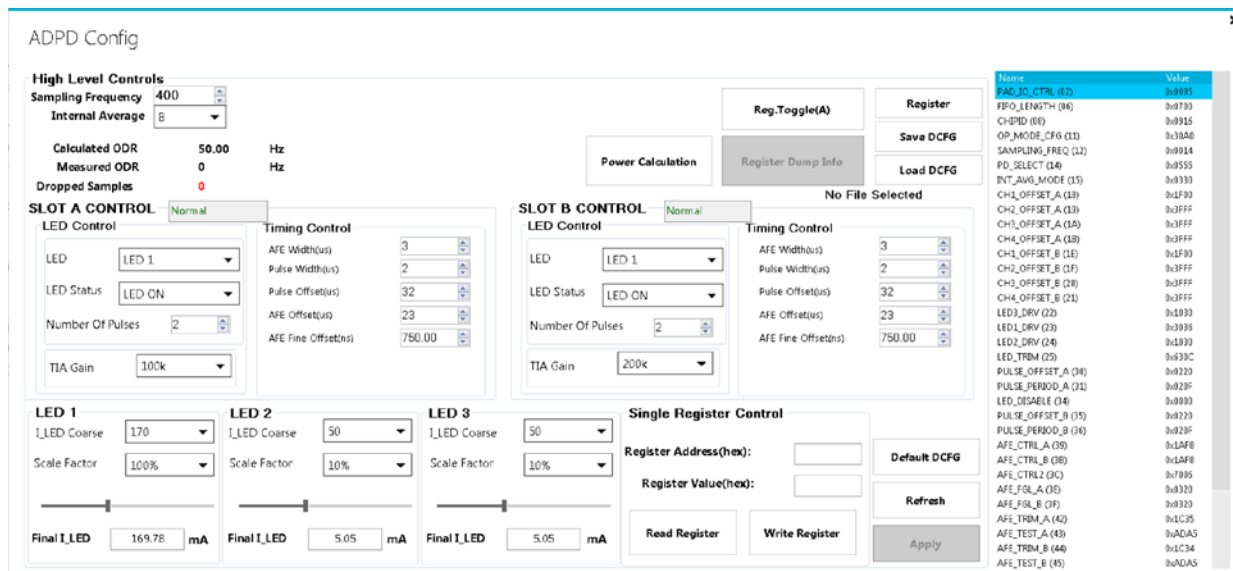 ADPD Config
High Level Controls
Sampling Frequency 400
Internal Average 8
Calculated ODR 50.00 Hz
Measured ODR 0 Hz
Dropped Samples 0
Reg.Toggle(A)
Register
Save DCFG
Power Calculation
Register Dump Info
Load DCFG
No File Selected
SLOT A CONTROL Normal
LED Control
LED LED 1
LED Status LED ON
Number Of Pulses 2
TIA Gain 100k
Timing Control
AFE Width(us) 3
Pulse Width(us) 2
Pulse Offset(us) 32
AFE Offset(us) 23
AFE Fine Offset(ns) 750.00
SLOT B CONTROL Normal
LED Control
LED LED 1
LED Status LED ON
Number Of Pulses 2
TIA Gain 200k
Timing Control
AFE Width(us) 3
Pulse Width(us) 2
Pulse Offset(us) 32
AFE Offset(us) 23
AFE Fine Offset(ns) 750.00
LED 1
I_LED Coarse 170
Scale Factor 100%
Final I_LED 169.78 mA
LED 2
I_LED Coarse 50
Scale Factor 10%
Final I_LED 5.05 mA
LED 3
I_LED Coarse 50
Scale Factor 10%
Final I_LED 5.05 mA
Single Register Control
Register Address(hex):
Register Value(hex):
Read Register
Write Register
Default DCFG
Refresh
Apply
Name Value
PAD_IO_CTRL (02) 0x0005
FIFO_LENGTH (06) 0x0700
CHIPID (08) 0x0916
OP_MODE_CFG (11) 0x30A0
SAMPLING_FREQ (12) 0x0014
PD_SELECT (14) 0x0555
INT_AVG_MODE (15) 0x0330
CH1_OFFSET_A (18) 0x1F00
CH2_OFFSET_A (19) 0x3FFF
CH3_OFFSET_A (1A) 0x3FFF
CH4_OFFSET_A (1B) 0x3FFF
CH1_OFFSET_B (1E) 0x1F00
CH2_OFFSET_B (1F) 0x3FFF
CH3_OFFSET_B (20) 0x3FFF
CH4_OFFSET_B (21) 0x3FFF
LED3_DRV (22) 0x1030
LED1_DRV (23) 0x3036
LED2_DRV (24) 0x1030
LED_TRIM (25) 0x630C
PULSE_OFFSET_A (30) 0x0220
PULSE_PERIOD_A (31) 0x020F
LED_DISABLE (34) 0x0000
PULSE_OFFSET_B (35) 0x0220
PULSE_PERIOD_B (36) 0x020F
AFE_CTRL_A (39) 0x1AF8
AFE_CTRL_B (3B) 0x1AF8
AFE_CTRL2 (3C) 0x7006
AFE_FGL_A (3E) 0x0320
AFE_FGL_B (3F) 0x0320
AFE_TRIM_A (42) 0x1C35
AFE_TEST_A (43) 0xADA5
AFE_TRIM_B (44) 0x1C34
AFE_TEST_B (45) 0xADA5